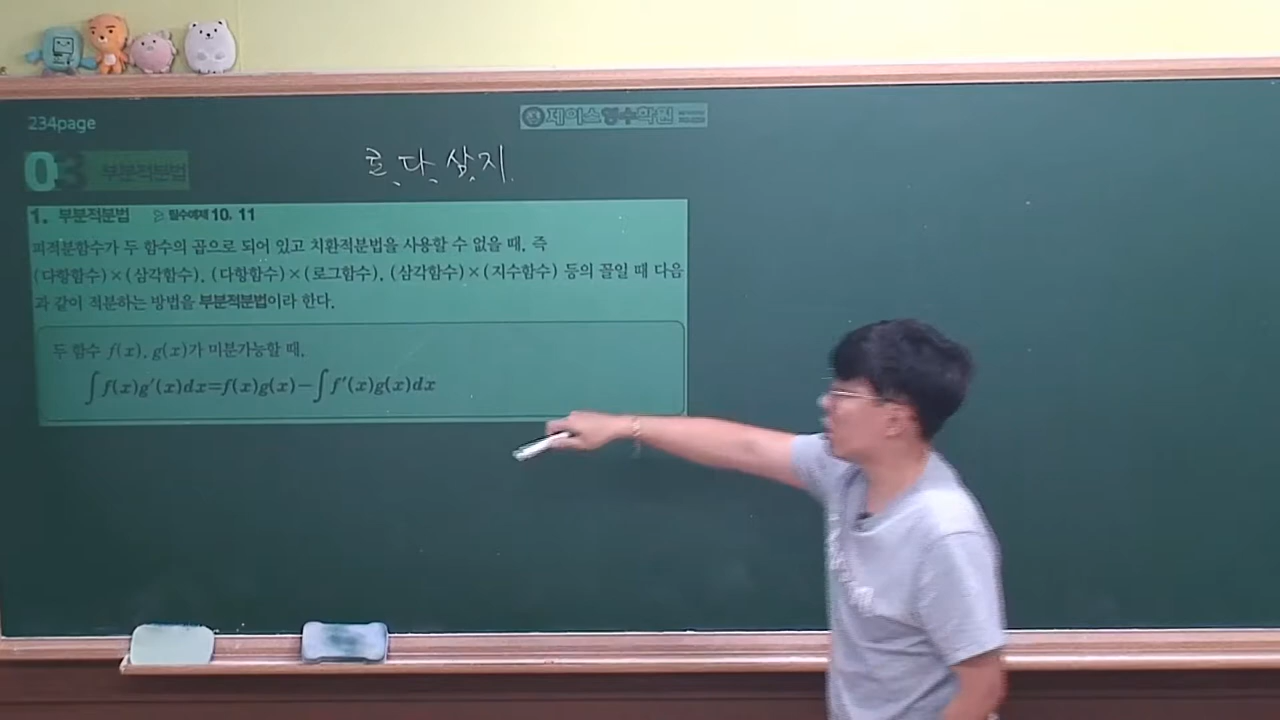 234page
제이스영수학원
03 부분적분법
로. 다. 삼. 지.
1. 부분적분법 ▷ 필수예제 10, 11
피적분함수가 두 함수의 곱으로 되어 있고 치환적분법을 사용할 수 없을 때, 즉
(다항함수)×(삼각함수), (다항함수)×(로그함수), (삼각함수)×(지수함수) 등의 꼴일 때 다음
과 같이 적분하는 방법을 부분적분법이라 한다.
두 함수 f(x), g(x)가 미분가능할 때,
∫f(x)g′(x)dx=f(x)g(x)−∫f′(x)g(x)dx